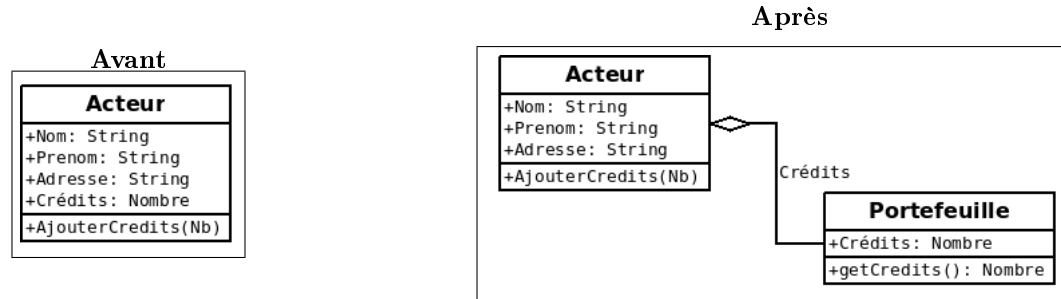 Avant
Acteur
+Nom: String
+Prenom: String
+Adresse: String
+Crédits: Nombre
+AjouterCredits(Nb)
Après
Acteur
+Nom: String
+Prenom: String
+Adresse: String
+AjouterCredits(Nb)
Crédits
Portefeuille
+Crédits: Nombre
+getCredits(): Nombre